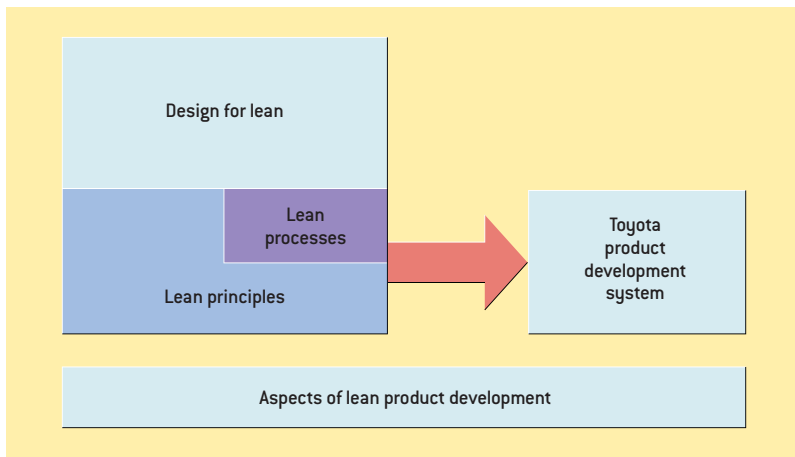 Design for lean
Lean
processes
Lean principles
Toyota
product
development
system
Aspects of lean product development